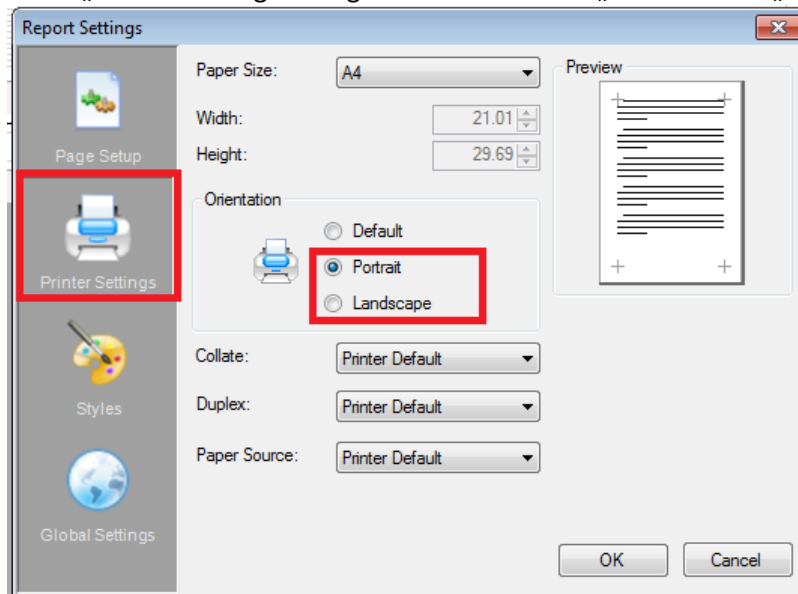 Report Settings
Page Setup
Printer Settings
Styles
Global Settings
Paper Size: A4
Width: 21.01
Height: 29.69
Orientation
Default
Portrait
Landscape
Collate: Printer Default
Duplex: Printer Default
Paper Source: Printer Default
Preview
OK Cancel